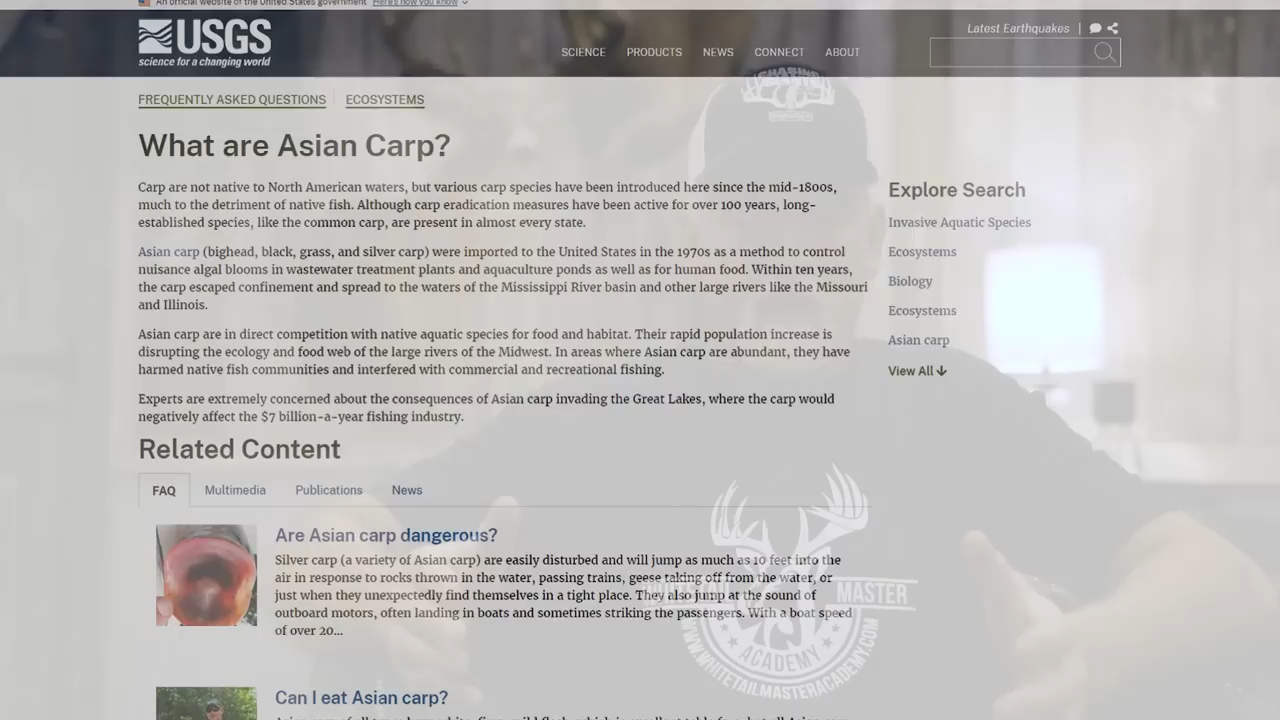 An official website of the United States government Here's how you know
USGS
science for a changing world
Latest Earthquakes |
SCIENCE PRODUCTS NEWS CONNECT ABOUT
CHASING
FREQUENTLY ASKED QUESTIONS ECOSYSTEMS
What are Asian Carp?
Carp are not native to North American waters, but various carp species have been introduced here since the mid-1800s,
much to the detriment of native fish. Although carp eradication measures have been active for over 100 years, long-
established species, like the common carp, are present in almost every state.
Asian carp (bighead, black, grass, and silver carp) were imported to the United States in the 1970s as a method to control
nuisance algal blooms in wastewater treatment plants and aquaculture ponds as well as for human food. Within ten years,
the carp escaped confinement and spread to the waters of the Mississippi River basin and other large rivers like the Missouri
and Illinois.
Asian carp are in direct competition with native aquatic species for food and habitat. Their rapid population increase is
disrupting the ecology and food web of the large rivers of the Midwest. In areas where Asian carp are abundant, they have
harmed native fish communities and interfered with commercial and recreational fishing.
Experts are extremely concerned about the consequences of Asian carp invading the Great Lakes, where the carp would
negatively affect the $7 billion-a-year fishing industry.
Explore Search
Invasive Aquatic Species
Ecosystems
Biology
Ecosystems
Asian carp
View All
Related Content
FAQ Multimedia Publications News
Are Asian carp dangerous?
Silver carp (a variety of Asian carp) are easily disturbed and will jump as much as 10 feet into the
air in response to rocks thrown in the water, passing trains, geese taking off from the water, or
just when they unexpectedly find themselves in a tight place. They also jump at the sound of
outboard motors, often landing in boats and sometimes striking the passengers. With a boat speed
of over 20...
WHITETAIL MASTER
ACADEMY
WWW.WHITETAILMASTERACADEMY.COM
Can I eat Asian carp?